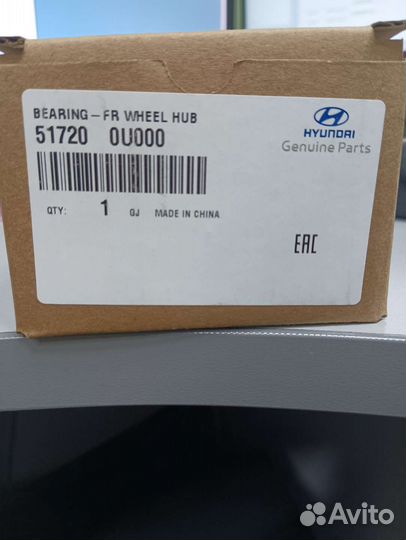 BEARING-FR WHEEL HUB
51720 0U000
HYUNDAI
Genuine Parts
QTY: 1 GJ MADE IN CHINA
EAC
Avito